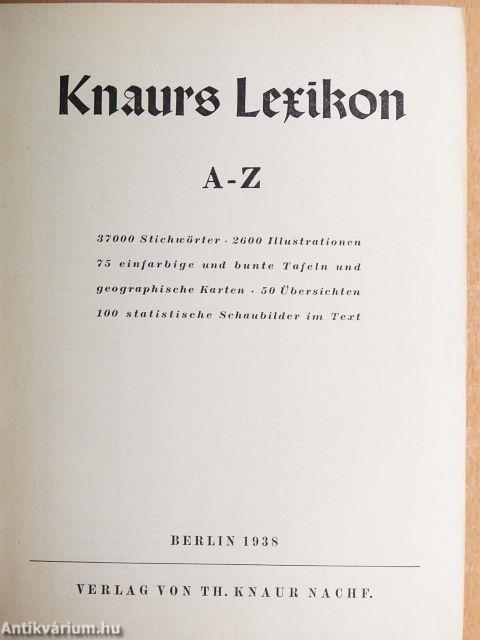 Knaurs Lexikon
A-Z
37000 Stichwörter · 2600 Illustrationen
75 einfarbige und bunte Tafeln und
geographische Karten · 50 Übersichten
100 statistische Schaubilder im Text
BERLIN 1938
VERLAG VON TH. KNAUR NACHF.
Antikvárium.hu